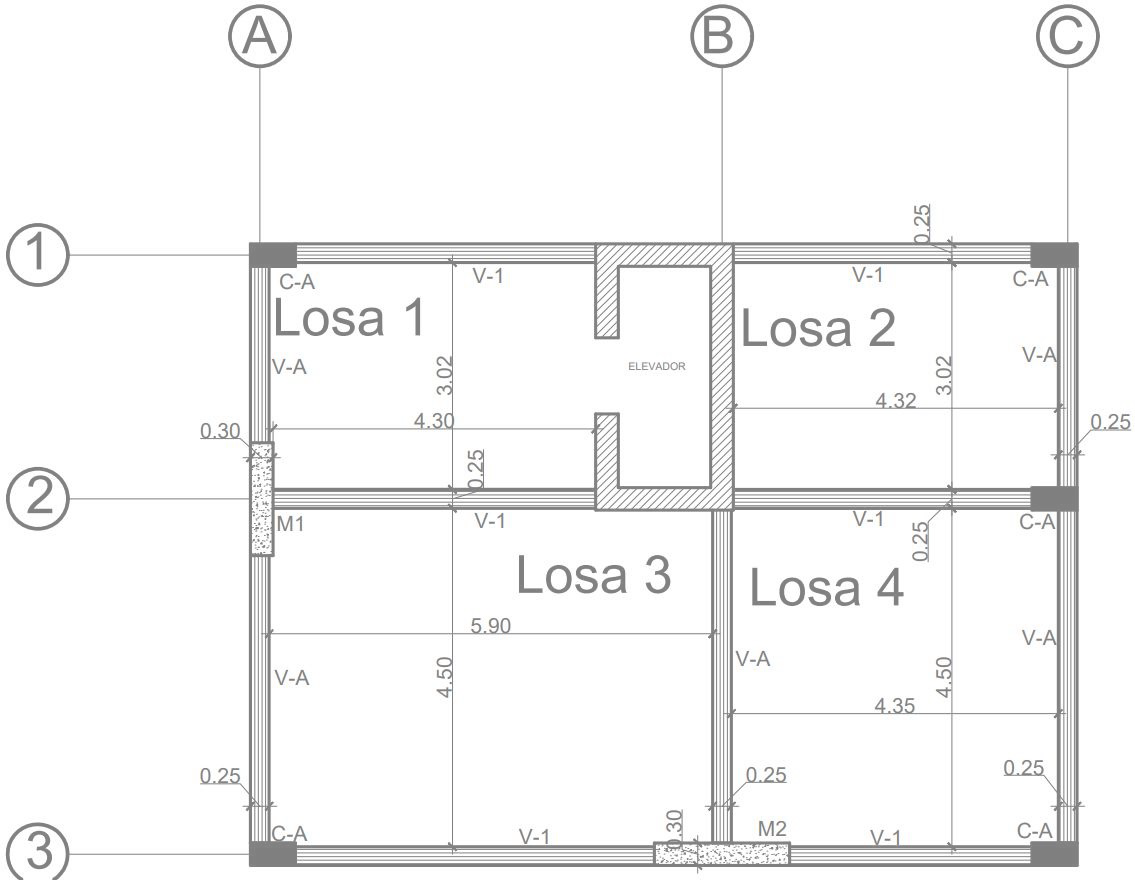 A
B
C
0.25
1
C-A
V-1
V-1
C-A
Losa 1
Losa 2
V-A
3.02
ELEVADOR
3.02
V-A
4.30
4.32
0.30
0.25
0.25
2
M1
V-1
V-1
0.25
C-A
Losa 3
Losa 4
5.90
V-A
V-A
V-A
4.50
4.50
4.35
0.25
0.25
0.25
C-A
V-1
0.30
M2
V-1
C-A
3